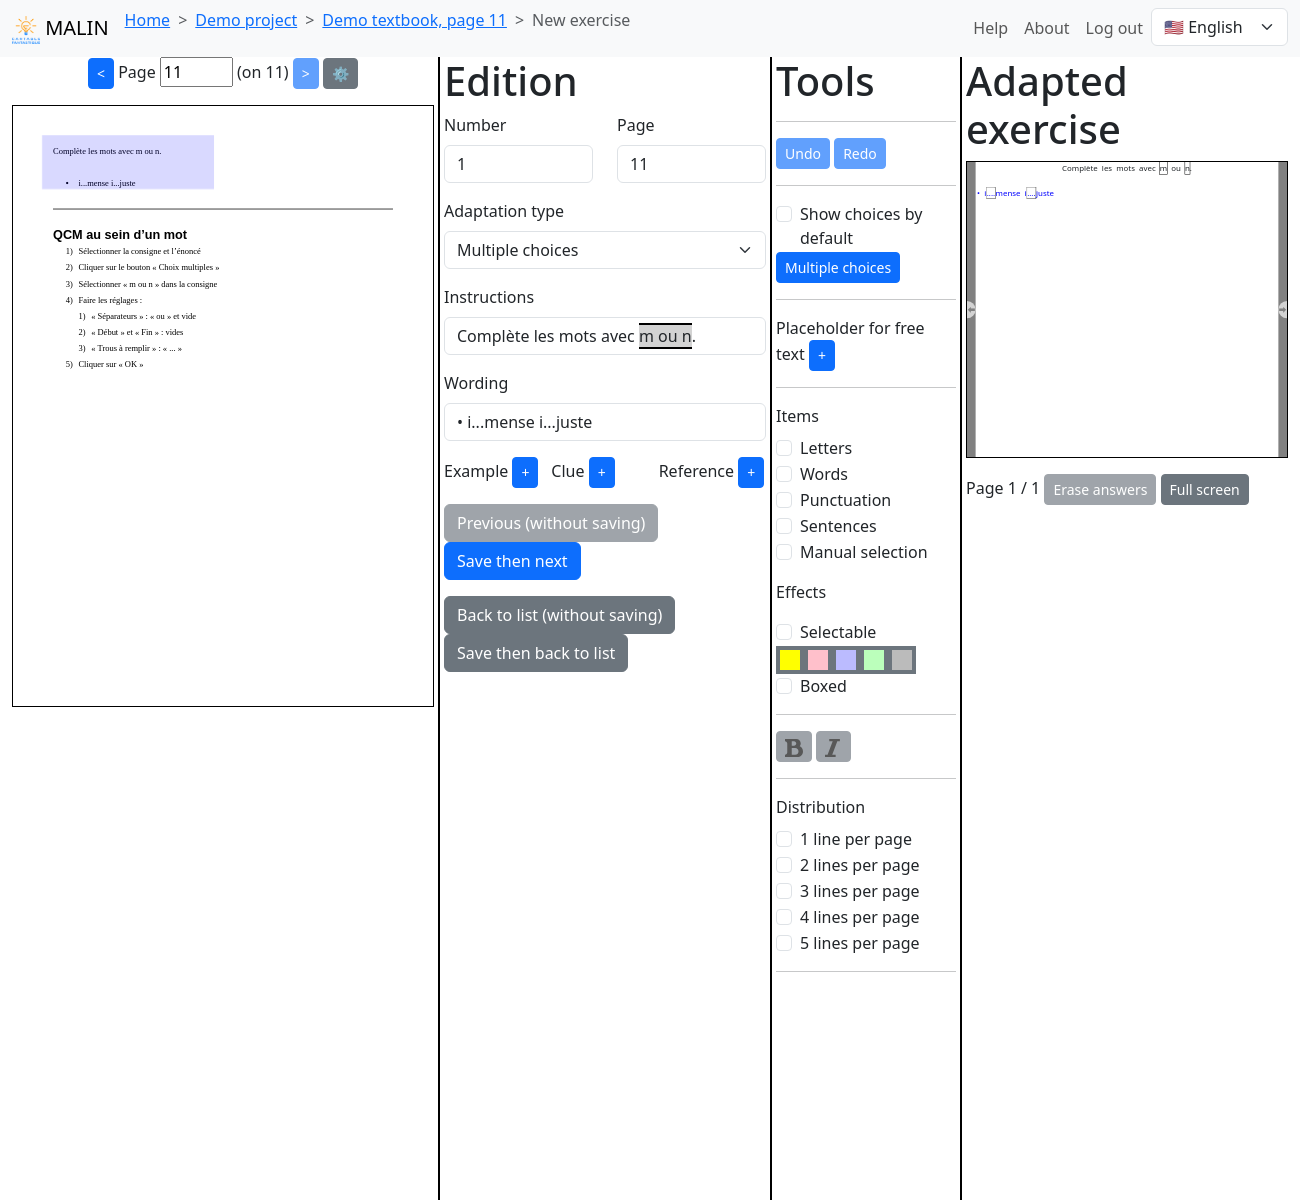 MALIN
Home > Demo project > Demo textbook, page 11 > New exercise
Help About Log out 🇺🇸 English
< Page 11 (on 11) > ⚙️
Complète les mots avec m ou n.
• i...mense i...juste
QCM au sein d’un mot
1) Sélectionner la consigne et l’énoncé
2) Cliquer sur le bouton « Choix multiples »
3) Sélectionner « m ou n » dans la consigne
4) Faire les réglages :
1) « Séparateurs » : « ou » et vide
2) « Début » et « Fin » : vides
3) « Trous à remplir » : « ... »
5) Cliquer sur « OK »
Edition
Number Page
1 11
Adaptation type
Multiple choices
Instructions
Complète les mots avec m ou n.
Wording
• i...mense i...juste
Example + Clue + Reference +
Previous (without saving)
Save then next
Back to list (without saving)
Save then back to list
Tools
Undo Redo
Show choices by
default
Multiple choices
Placeholder for free
text +
Items
Letters
Words
Punctuation
Sentences
Manual selection
Effects
Selectable
Boxed
B I
Distribution
1 line per page
2 lines per page
3 lines per page
4 lines per page
5 lines per page
Adapted
exercise
Complète les mots avec m ou n.
• i...mense i...juste
Page 1 / 1 Erase answers Full screen